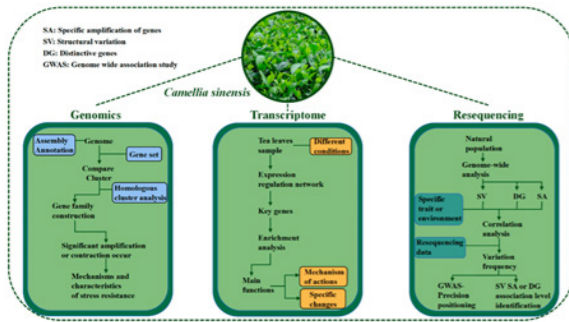 SA: Specific amplification of genes
SV: Structural variation
DG: Distinctive genes
GWAS: Genome wide association study
Camellia sinensis
Genomics
Assembly
Annotation
Genome
Gene set
Compare
Cluster
Homologous
cluster analysis
Gene family
construction
Significant amplification
or contraction occur
Mechanisms and
characteristics
of stress resistance
Transcriptome
Ten leaves
sample
Different
conditions
Expression
regulation network
Key genes
Enrichment
analysis
Main
functions
Mechanism
of actions
Specific
changes
Resequencing
Natural
population
Genome-wide
analysis
SV
DG
SA
Specific
trait or
environment
Correlation
analysis
Resequencing
data
Variation
frequency
GWAS-
Precision
positioning
SV SA or DG
association level
identification